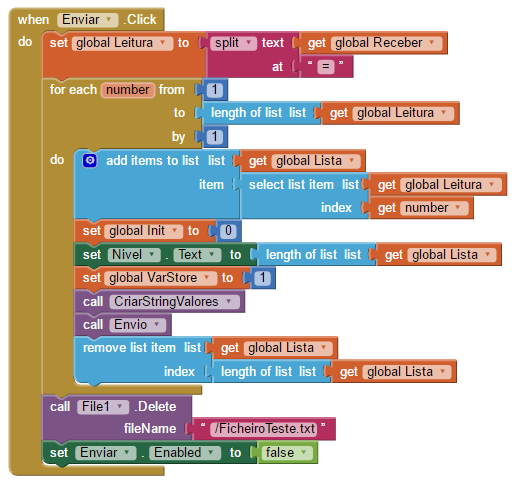 when Enviar .Click
do set global Leitura to split text get global Receber
at " = "
for each number from 1
to length of list list get global Leitura
by 1
do add items to list list get global Lista
item select list item list get global Leitura
index get number
set global Init to 0
set Nivel . Text to length of list list get global Lista
set global VarStore to 1
call CriarStringValores
call Envio
remove list item list get global Lista
index length of list list get global Lista
call File1 .Delete
fileName " /FicheiroTeste.txt "
set Enviar . Enabled to false